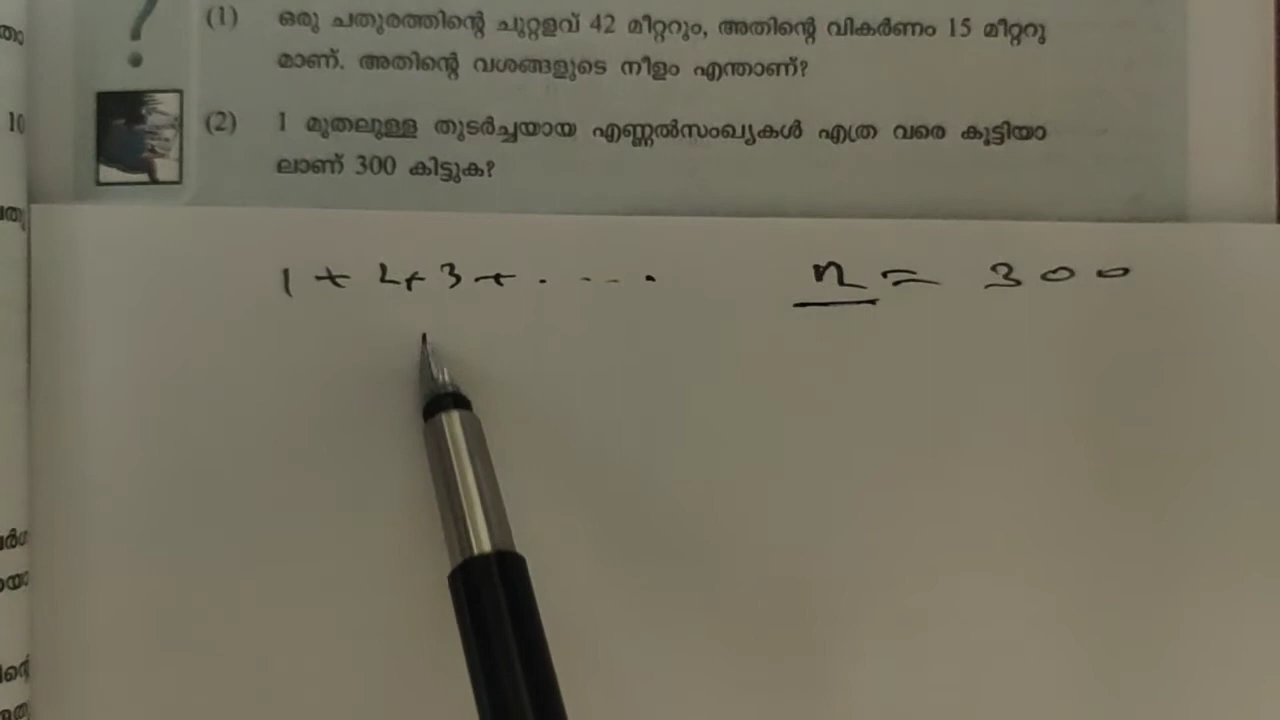 (1) ഒരു ചതുരത്തിന്റെ ചുറ്റളവ് 42 മീറ്ററും, അതിന്റെ വികർണം 15 മീറ്ററു
മാണ്. അതിന്റെ വശങ്ങളുടെ നീളം എന്താണ്?
10
(2) 1 മുതലുള്ള തുടർച്ചയായ എണ്ണൽസംഖ്യകൾ എത്ര വരെ കൂട്ടിയാ
ലാണ് 300 കിട്ടുക?
1 + 2 + 3 + . - - - . n = 300